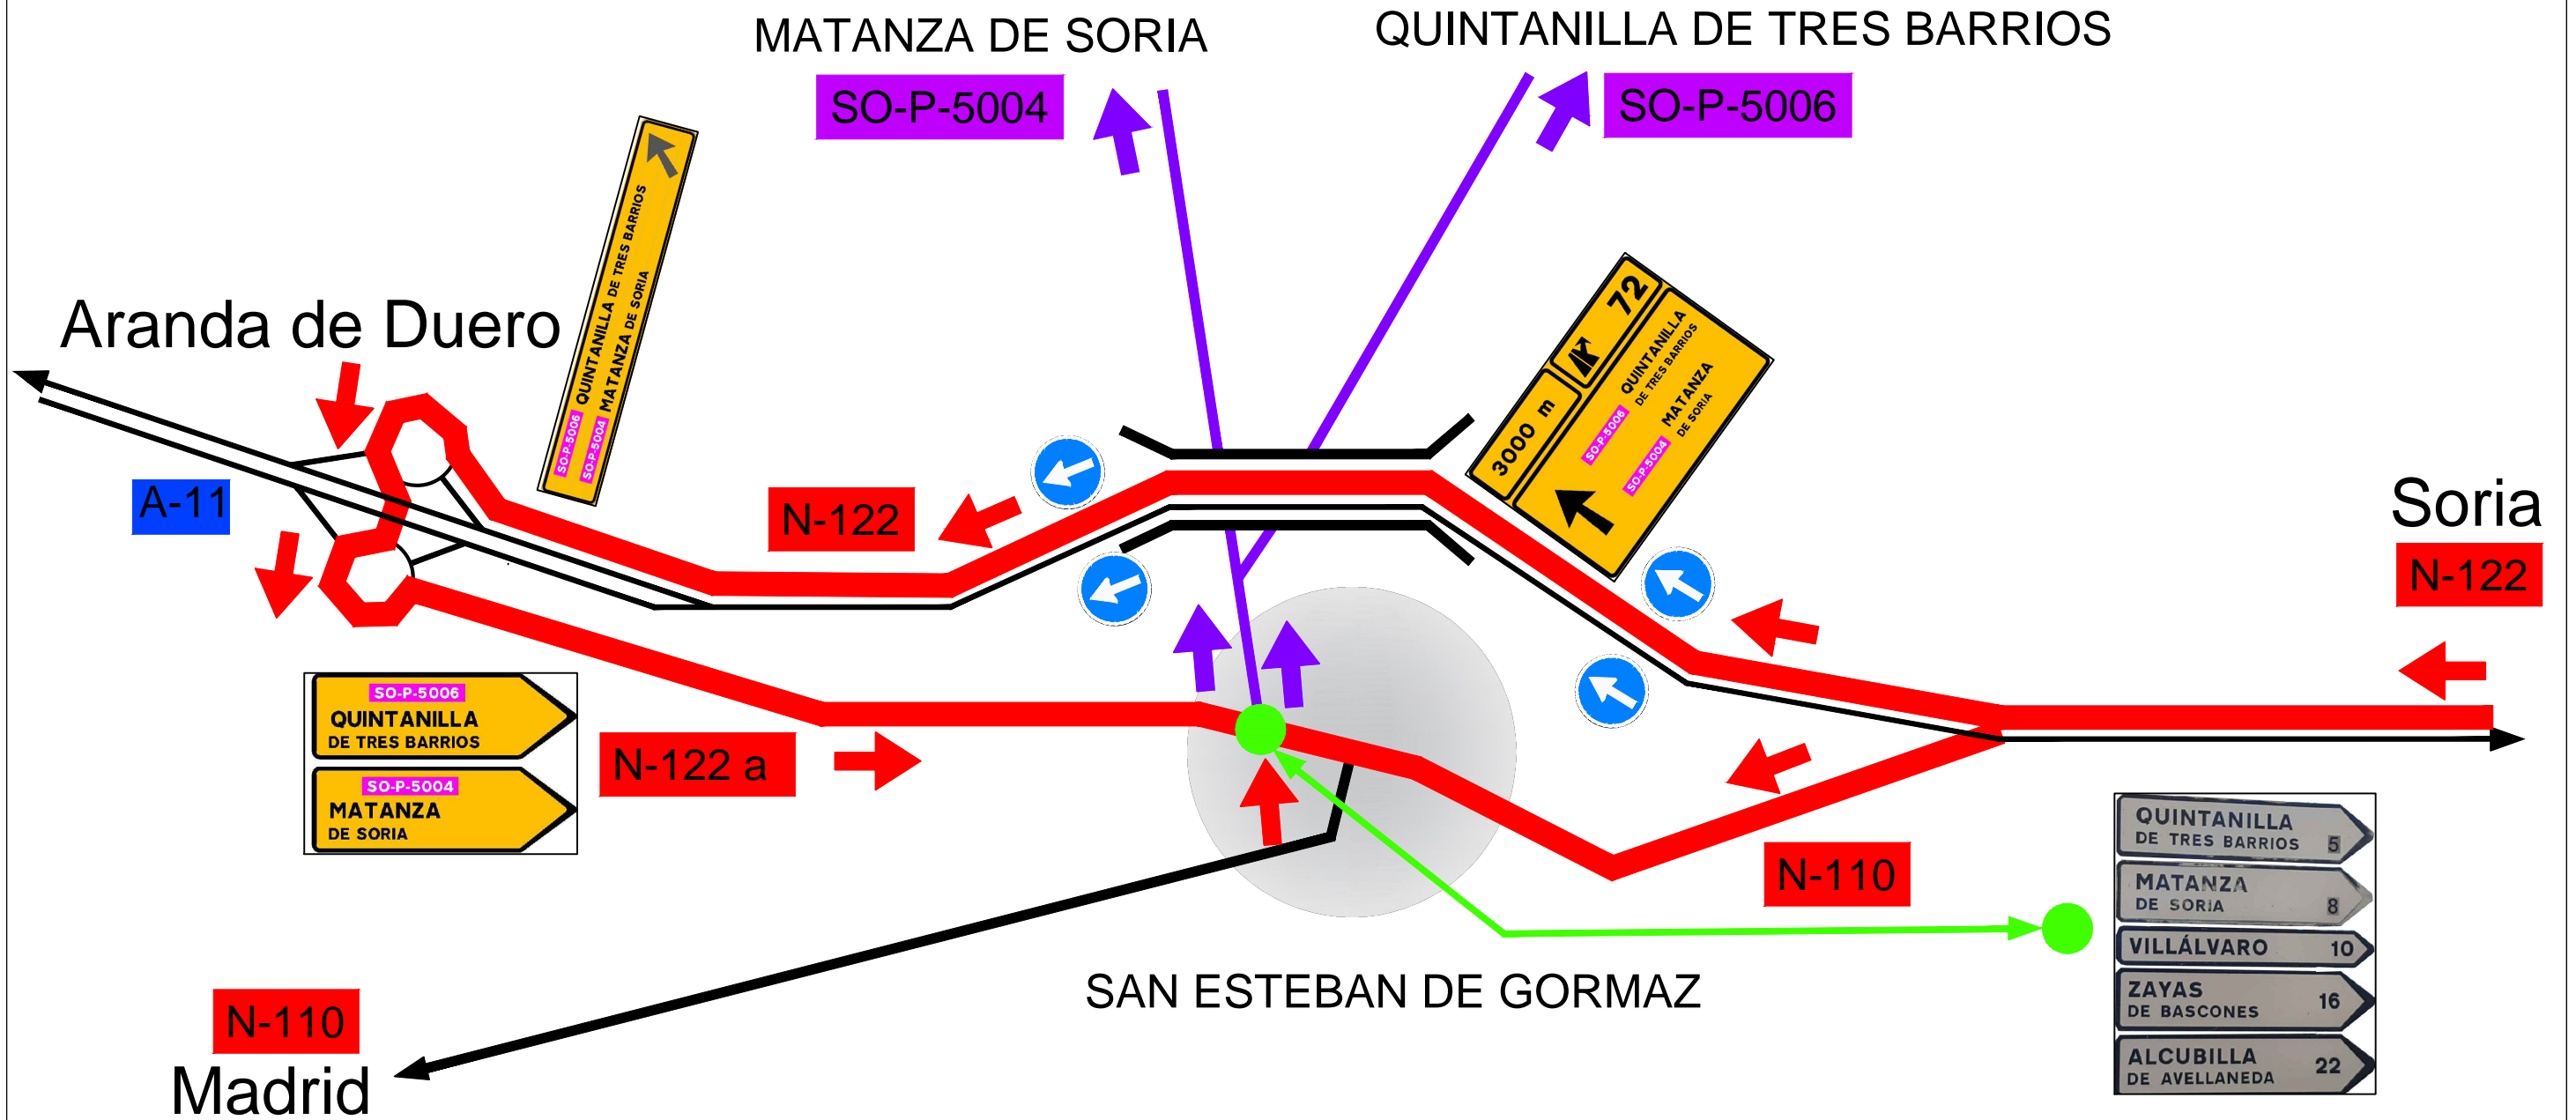 MATANZA DE SORIA
SO-P-5004
QUINTANILLA DE TRES BARRIOS
SO-P-5006
SO-P-5006 QUINTANILLA DE TRES BARRIOS
SO-P-5004 MATANZA DE SORIA
Aranda de Duero
A-11
N-122
3000 m
72
SO-P-5006 QUINTANILLA
DE TRES BARRIOS
SO-P-5004 MATANZA
DE SORIA
Soria
N-122
SO-P-5006
QUINTANILLA
DE TRES BARRIOS
SO-P-5004
MATANZA
DE SORIA
N-122 a
N-110
QUINTANILLA
DE TRES BARRIOS 5
MATANZA
DE SORIA 8
VILLÁLVARO 10
ZAYAS
DE BASCONES 16
ALCUBILLA
DE AVELLANEDA 22
SAN ESTEBAN DE GORMAZ
N-110
Madrid